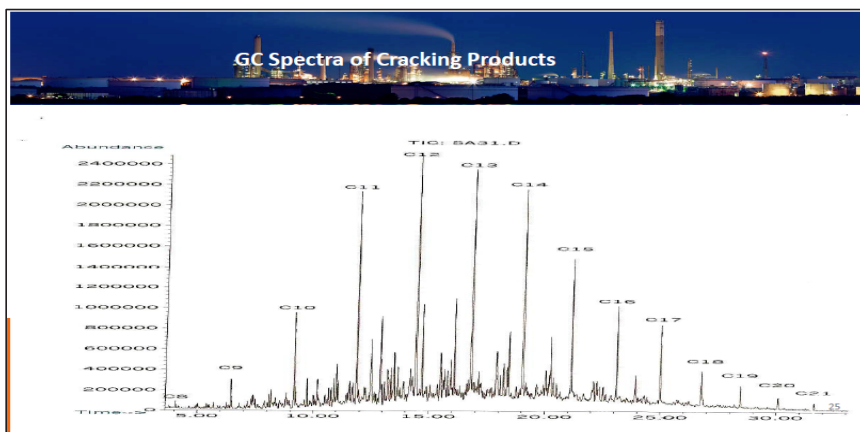 GC Spectra of Cracking Products
Abundance
TIC: SA31.D
2400000
2200000
2000000
1800000
1600000
1400000
1200000
1000000
800000
600000
400000
200000
0
Time-->
C8
C9
C10
C11
C12
C13
C14
C15
C16
C17
C18
C19
C20
C21
5.00
10.00
15.00
20.00
25.00
30.00
25